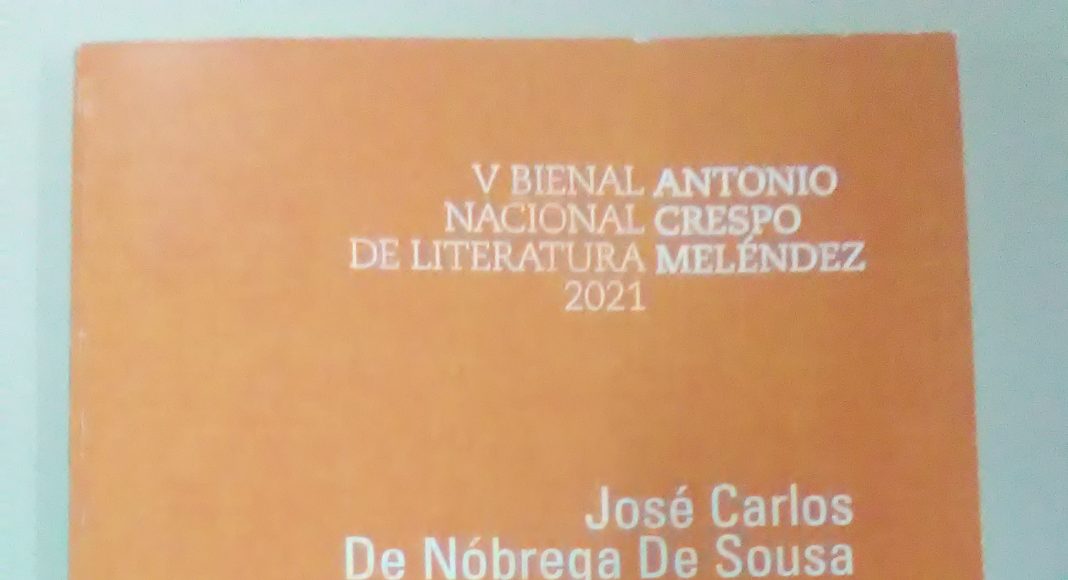 V BIENAL ANTONIO
NACIONAL CRESPO
DE LITERATURA MELÉNDEZ
2021
José Carlos
De Nóbrega De Sousa